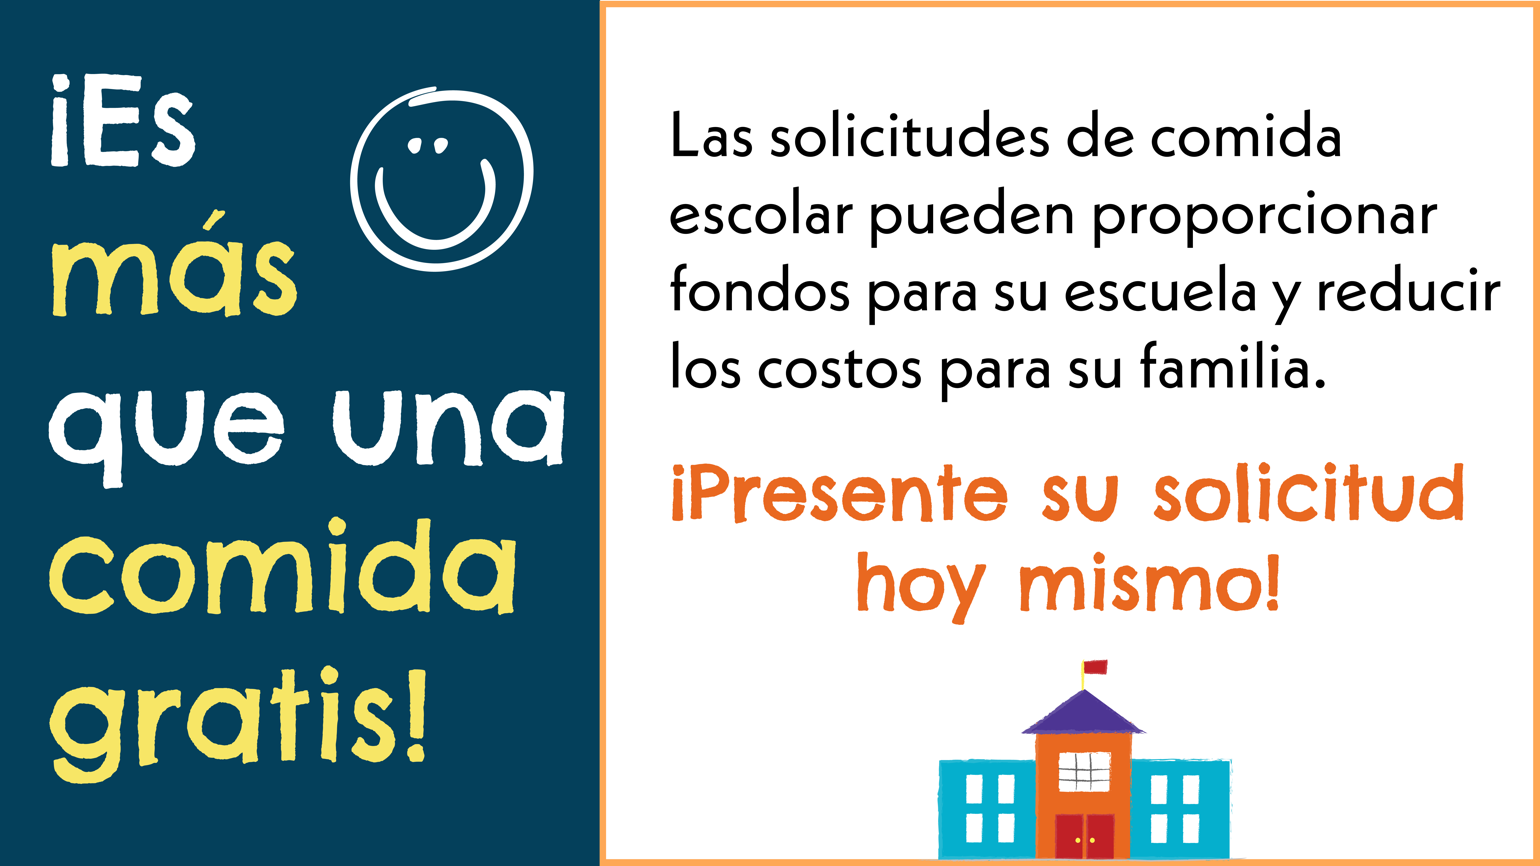 ¡Es
más
que una
comida
gratis!
Las solicitudes de comida
escolar pueden proporcionar
fondos para su escuela y reducir
los costos para su familia.
¡Presente su solicitud
hoy mismo!